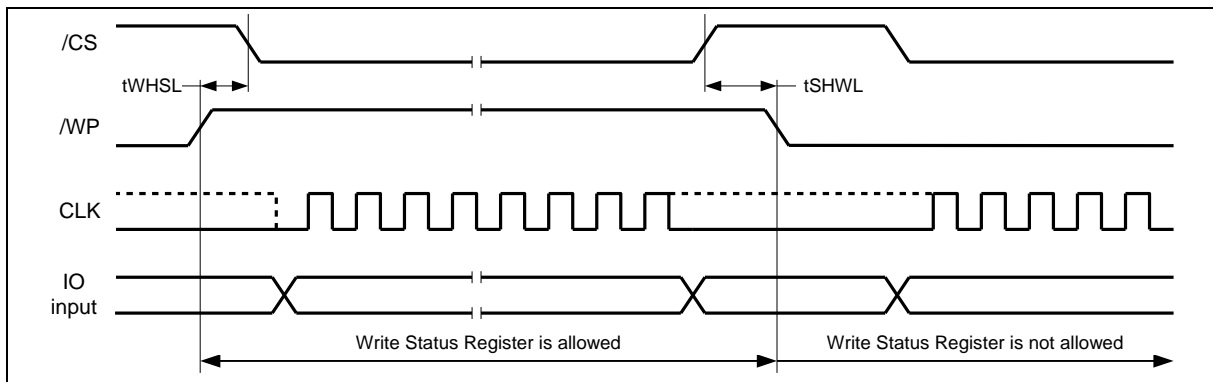 /CS
tWHSL
tSHWL
/WP
CLK
IO
input
Write Status Register is allowed
Write Status Register is not allowed